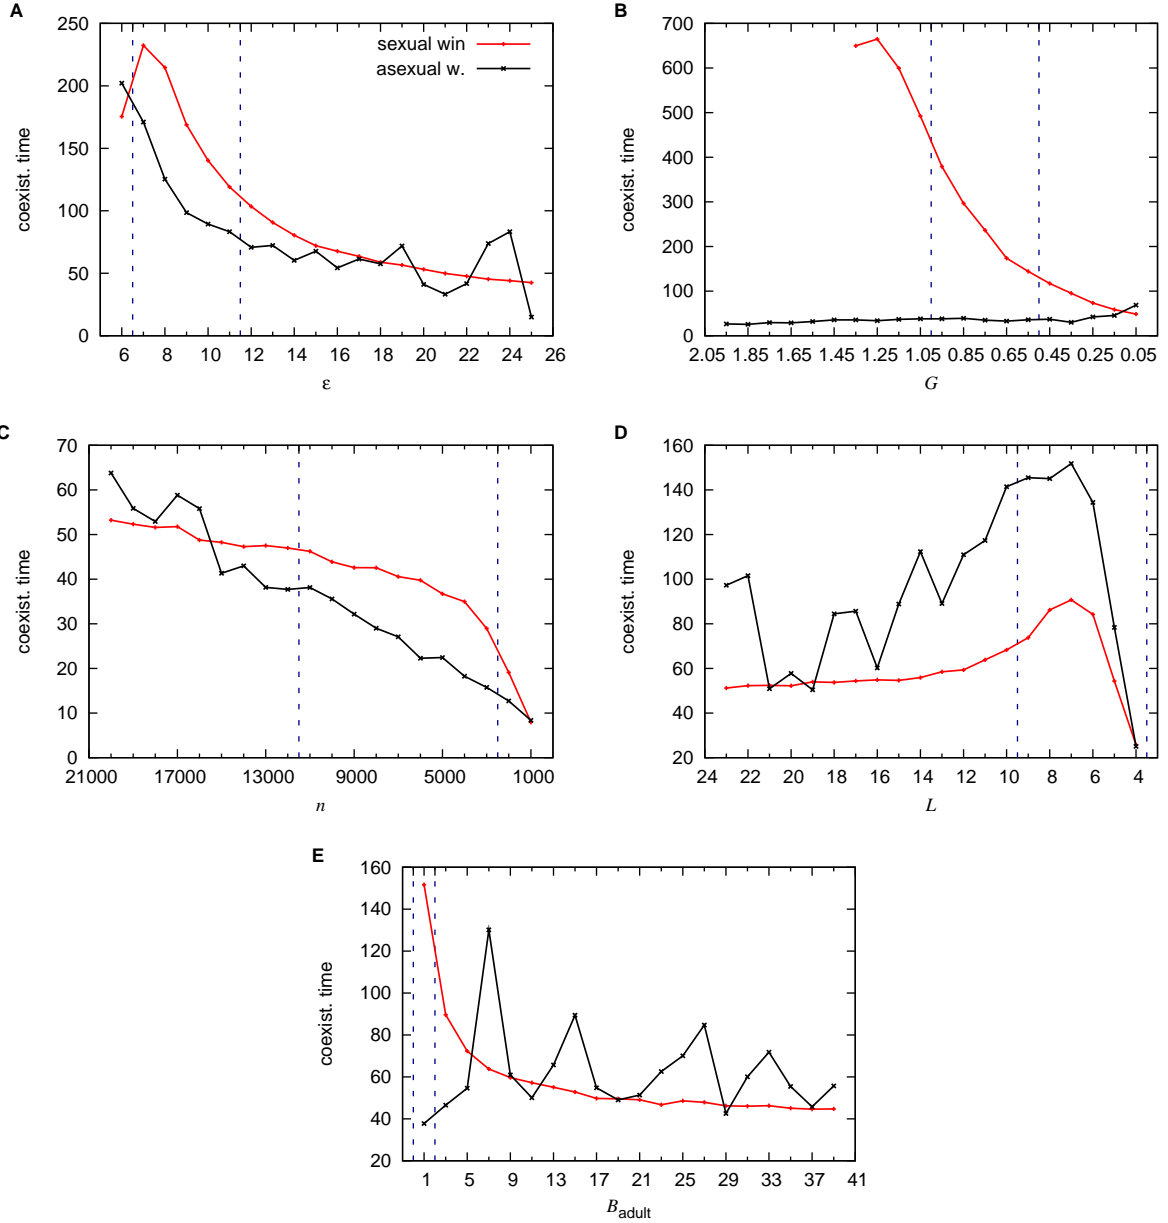 A
B
250
200
150
100
50
0
coexist. time
sexual win
asexual w.
6 8 10 12 14 16 18 20 22 24 26
ε
700
600
500
400
300
200
100
0
coexist. time
2.05 1.85 1.65 1.45 1.25 1.05 0.85 0.65 0.45 0.25 0.05
G
C
D
70
60
50
40
30
20
10
0
coexist. time
21000 17000 13000 9000 5000 1000
n
160
140
120
100
80
60
40
20
coexist. time
24 22 20 18 16 14 12 10 8 6 4
L
E
160
140
120
100
80
60
40
20
coexist. time
1 5 9 13 17 21 25 29 33 37 41
B adult